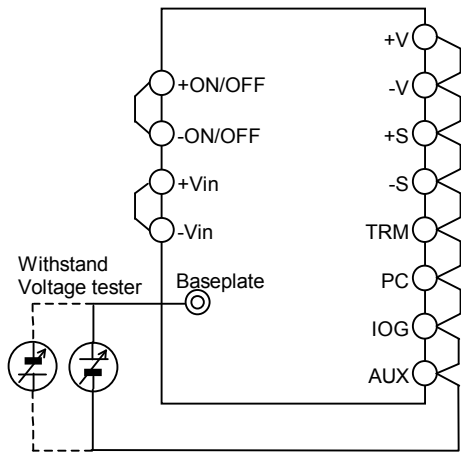 +ON/OFF
-ON/OFF
+Vin
-Vin
Withstand
Voltage tester
Baseplate
+V
-V
+S
-S
TRM
PC
IOG
AUX